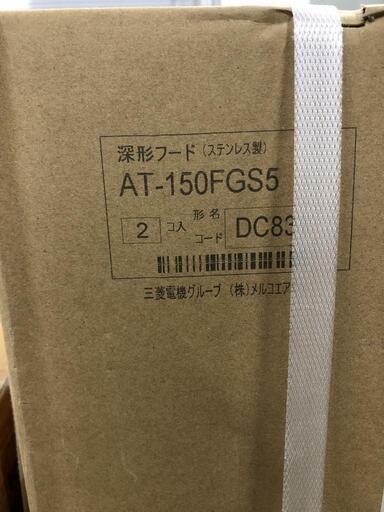 深形フード（ステンレス製）
AT-150FGS5
2 コ入 形名コード DC83
三菱電機グループ （株）メルコエア